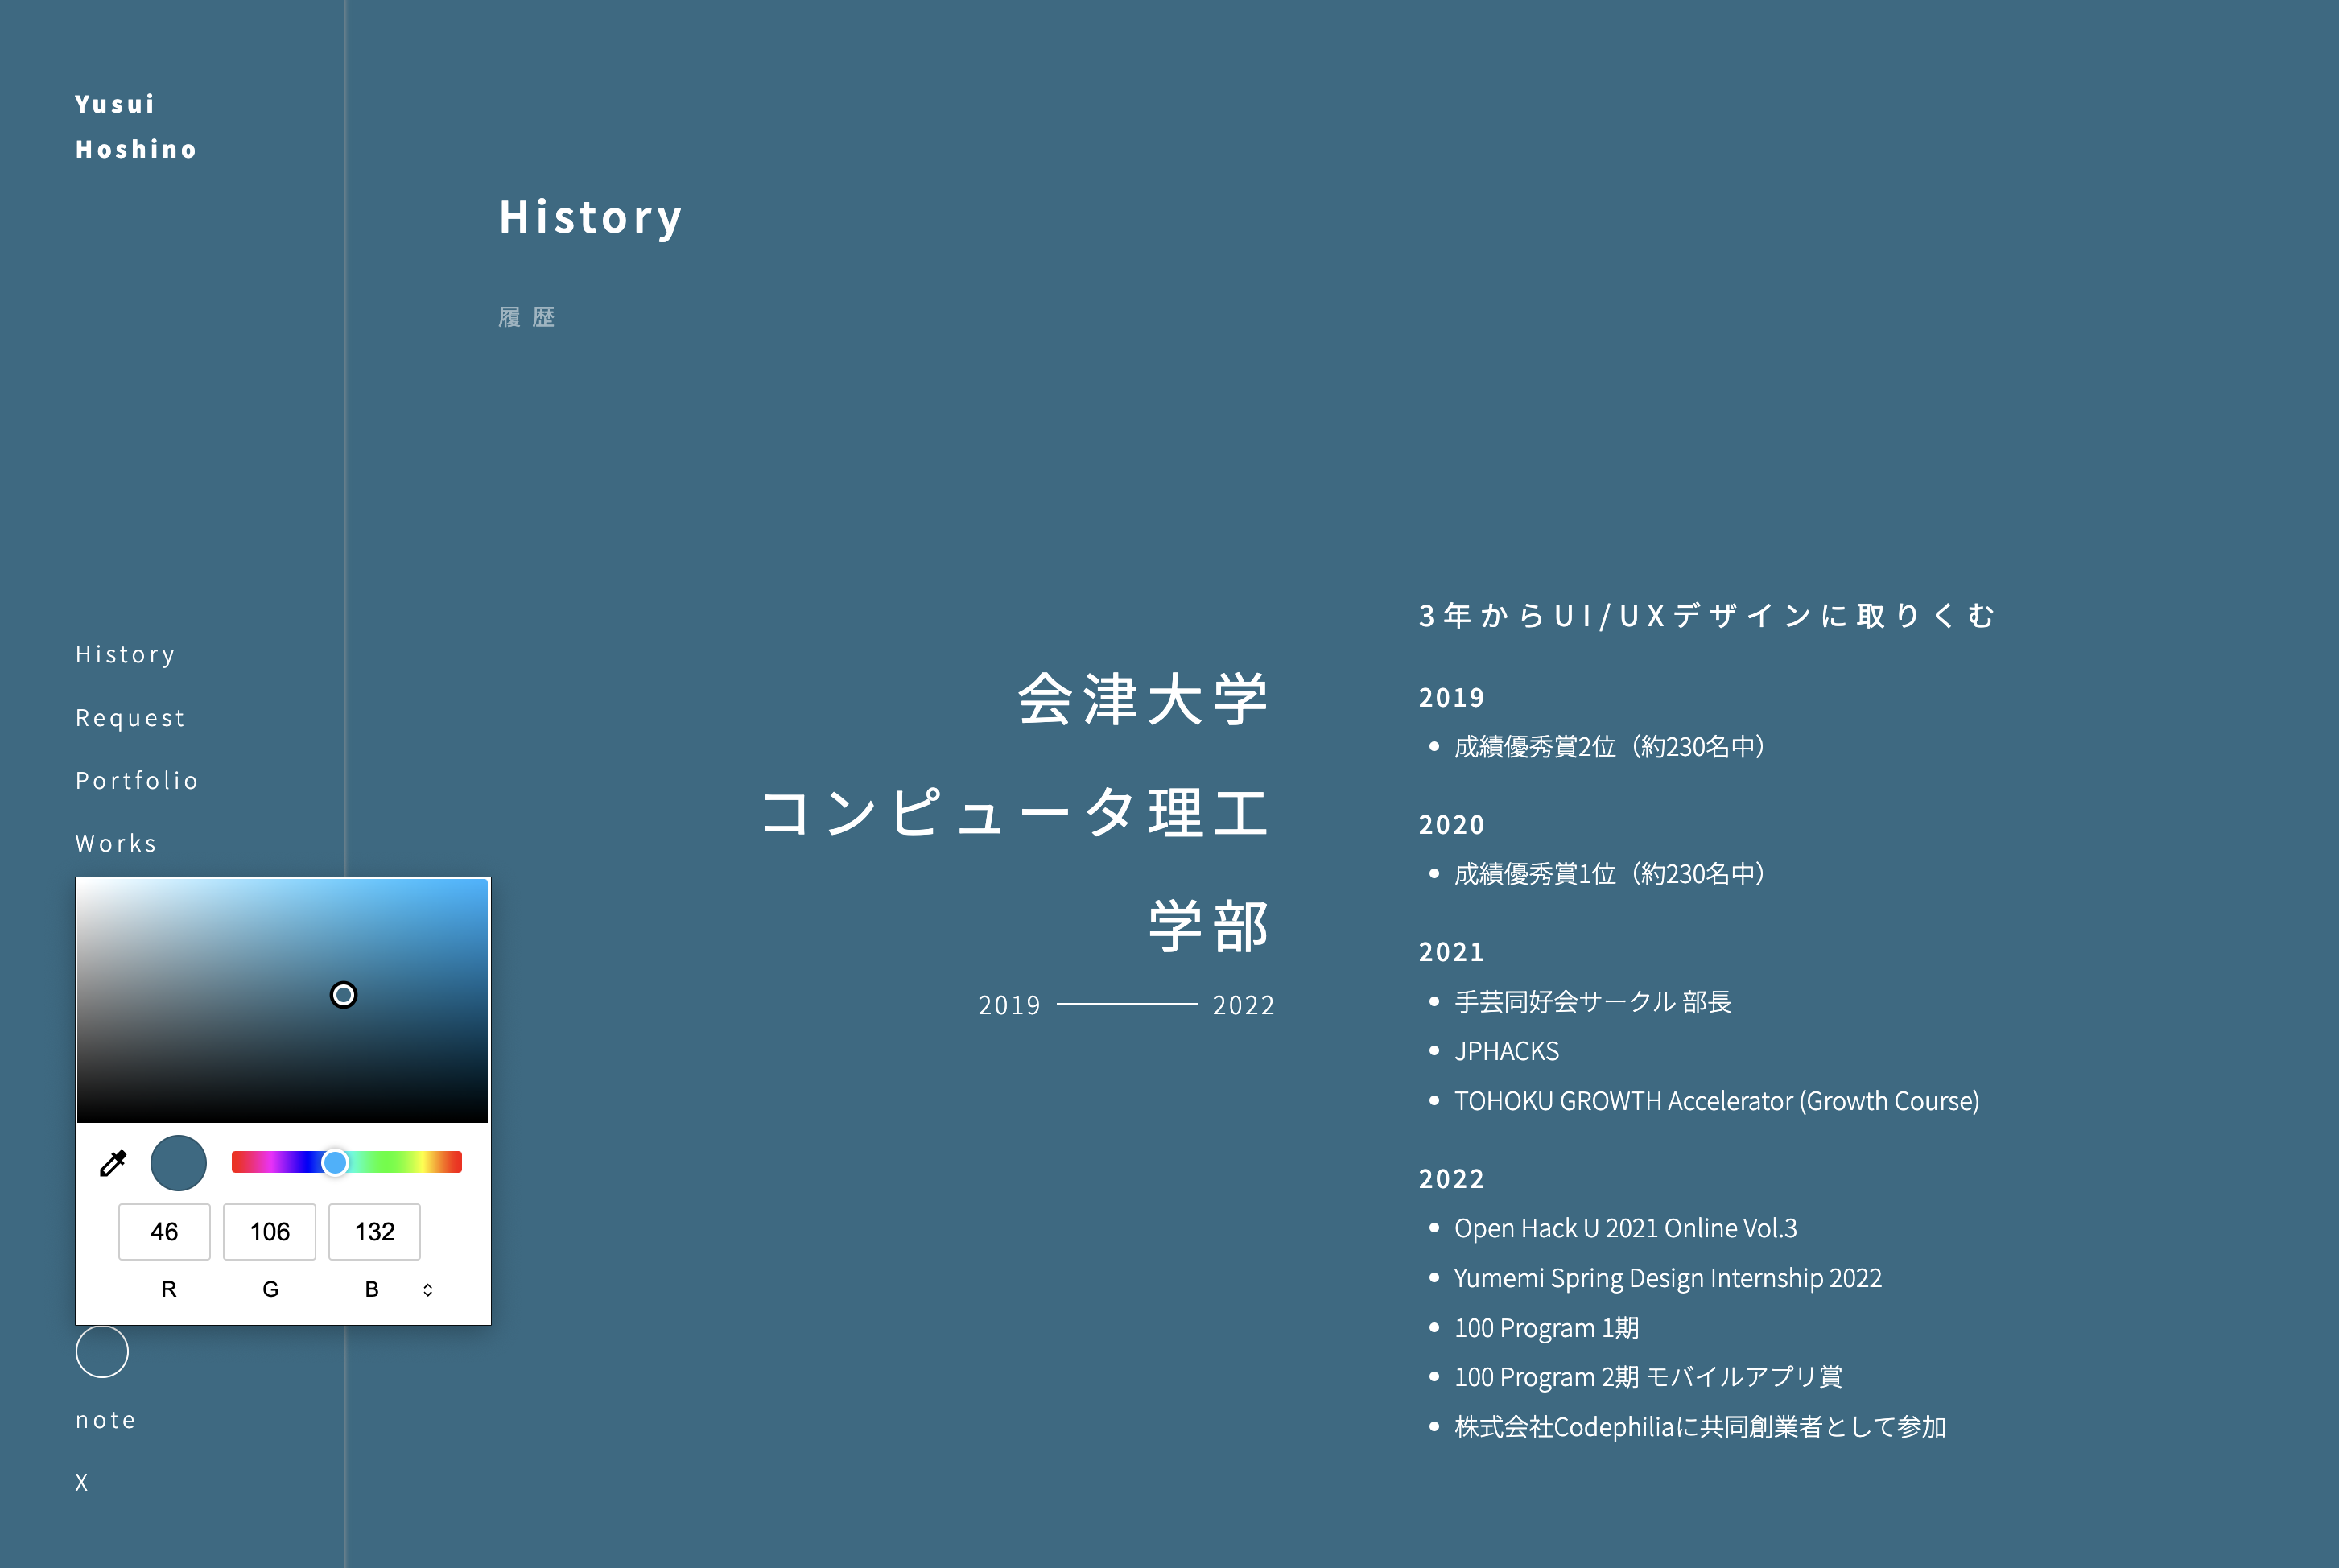 Yusui
Hoshino
History
Request
Portfolio
Works
46 106 132
R G B
note
X
History
履歴
会津大学
コンピュータ理工
学部
2019 2022
3年からUI/UXデザインに取りくむ
2019
成績優秀賞2位（約230名中）
2020
成績優秀賞1位（約230名中）
2021
手芸同好会サークル 部長
JPHACKS
TOHOKU GROWTH Accelerator (Growth Course)
2022
Open Hack U 2021 Online Vol.3
Yumemi Spring Design Internship 2022
100 Program 1期
100 Program 2期 モバイルアプリ賞
株式会社Codephiliaに共同創業者として参加